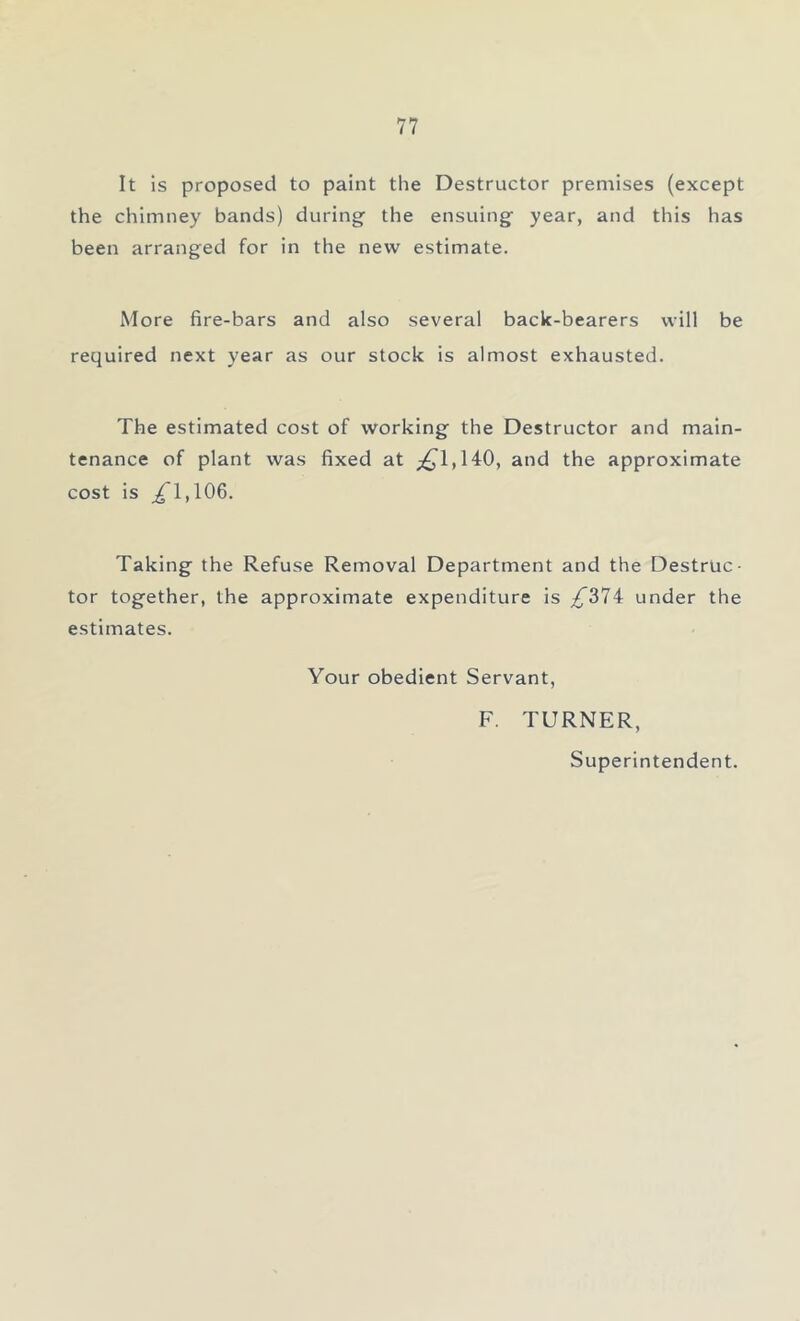 77
It is proposed to paint the Destructor premises (except
the chimney bands) during the ensuing year, and this has
been arranged for in the new estimate.
More fire-bars and also several back-bearers will be
required next year as our stock is almost exhausted.
The estimated cost of working the Destructor and main-
tenance of plant was fixed at £1,140, and the approximate
cost is £1,106.
Taking the Refuse Removal Department and the Destruc-
tor together, the approximate expenditure is £374 under the
estimates.
Your obedient Servant,
F. TURNER,
Superintendent.